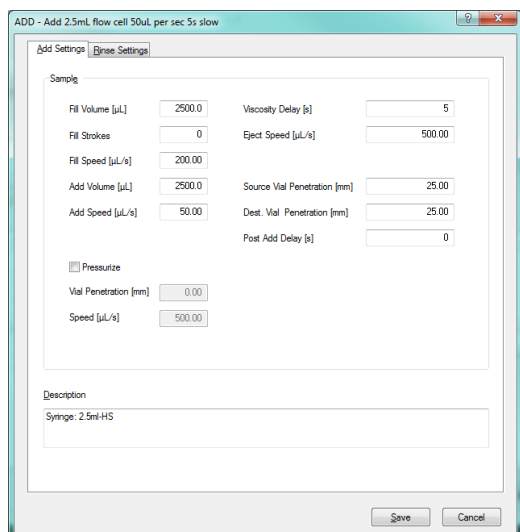 ADD - Add 2.5mL flow cell 50uL per sec 5s slow
Add Settings
Rinse Settings
Sample
Fill Volume [µL] 2500.0 Viscosity Delay [s] 5
Fill Strokes 0 Eject Speed [µL/s] 500.00
Fill Speed [µL/s] 200.00
Add Volume [µL] 2500.0 Source Vial Penetration [mm] 25.00
Add Speed [µL/s] 50.00 Dest. Vial Penetration [mm] 25.00
Post Add Delay [s] 0
Pressurize
Vial Penetration [mm] 0.00
Speed [µL/s] 500.00
Description
Syringe: 2.5ml-HS
Save Cancel